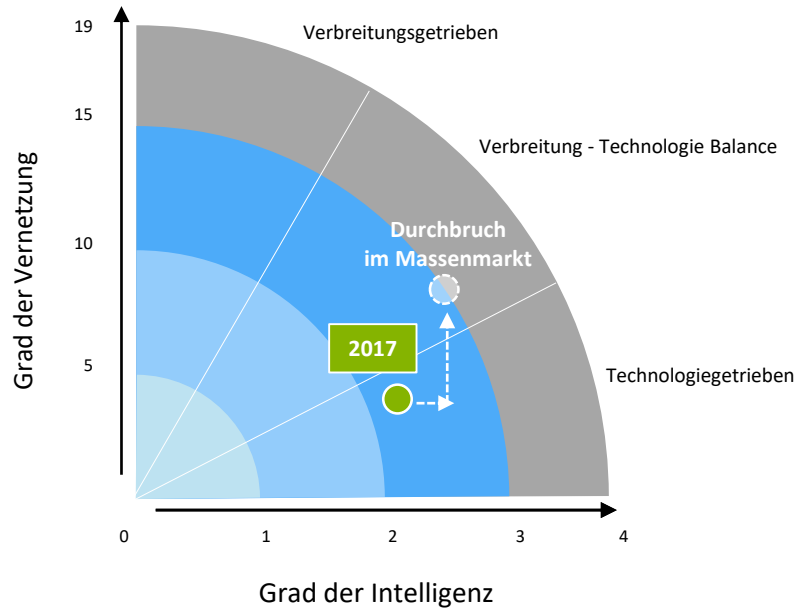 19
Verbreitungsgetrieben
15
Verbreitung - Technologie Balance
Grad der Vernetzung
Durchbruch
im Massenmarkt
10
2017
5
Technologiegetrieben
0
1
2
3
4
Grad der Intelligenz